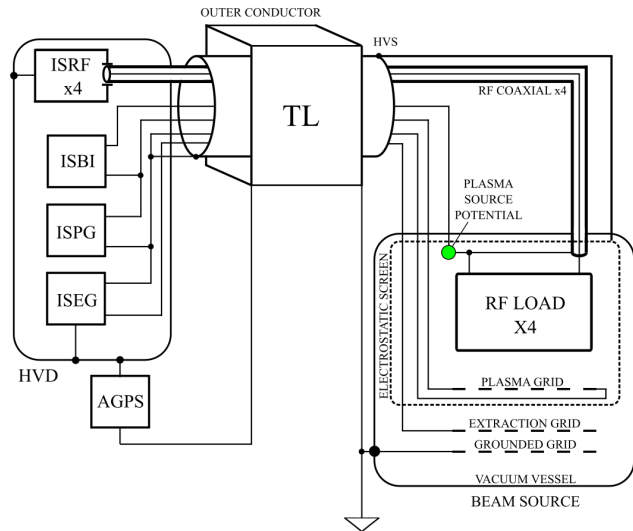 OUTER CONDUCTOR
HVS
ISRF
x4
TL
RF COAXIAL x4
ISBI
PLASMA
SOURCE
POTENTIAL
ISPG
ELECTROSTATIC SCREEN
ISEG
RF LOAD
X4
HVD
AGPS
PLASMA GRID
EXTRACTION GRID
GROUNDED GRID
VACUUM VESSEL
BEAM SOURCE